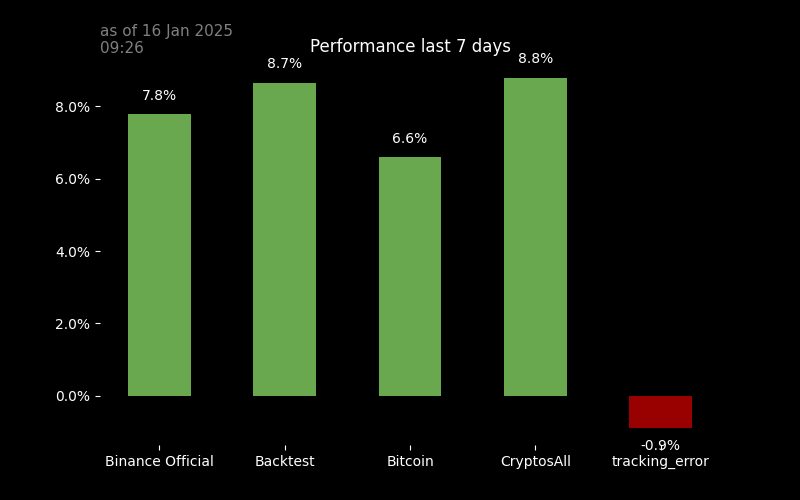 as of 16 Jan 2025
09:26
Performance last 7 days
7.8%
8.7%
6.6%
8.8%
-0.9%
8.0%
6.0%
4.0%
2.0%
0.0%
Binance Official
Backtest
Bitcoin
CryptosAll
tracking_error